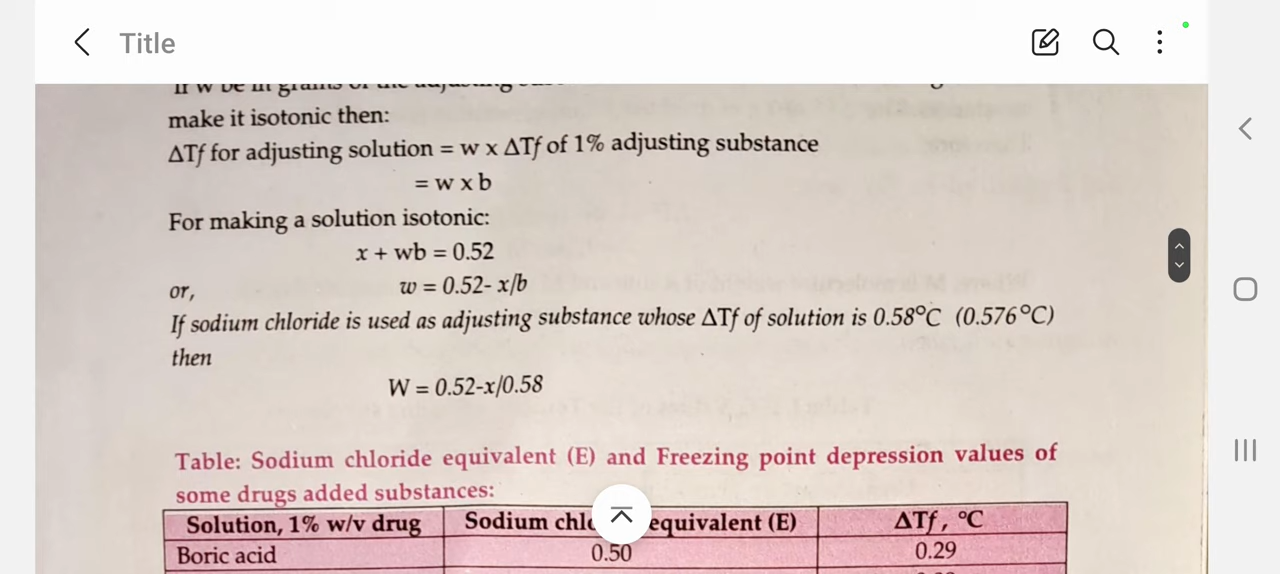 Title
make it isotonic then:
ΔTf for adjusting solution = w x ΔTf of 1% adjusting substance
= w x b
For making a solution isotonic:
x + wb = 0.52
or, w = 0.52- x/b
If sodium chloride is used as adjusting substance whose ΔTf of solution is 0.58°C (0.576°C)
then
W = 0.52-x/0.58
Table: Sodium chloride equivalent (E) and Freezing point depression values of
some drugs added substances:
Solution, 1% w/v drug equivalent (E) ΔTf, °C
Boric acid 0.50 0.29